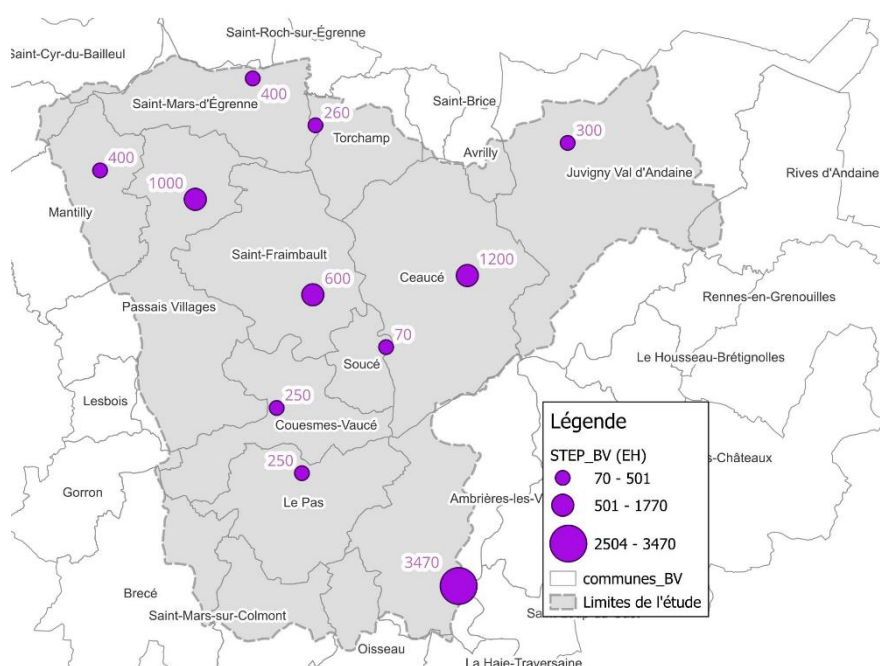 Saint-Roch-sur-Égrenne
Saint-Cyr-du-Bailleul
400
Saint-Mars-d'Égrenne
260
Saint-Brice
Torchamp
300
Avrilly
400
Juvigny Val d'Andaine
Rives d'Andaine
1000
Mantilly
Saint-Fraimbault
1200
Ceaucé
600
Rennes-en-Grenouilles
Passais Villages
70
Soucé
Le Housseau-Brétignolles
Lesbois
250
Couesmes-Vaucé
Légende
STEP_BV (EH)
70 - 501
501 - 1770
2504 - 3470
communes_BV
Limites de l'étude
s-Châteaux
250
Le Pas
Ambrières-les-V
Gorron
3470
Brecé
Saint-Mars-sur-Colmont
Oisseau
La Haie-Traversaine